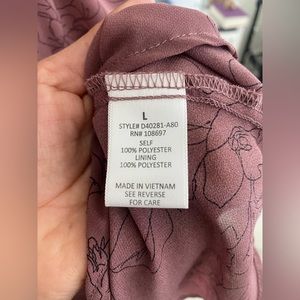 L
STYLE# D40281-A80
RN# 108697
SELF
100% POLYESTER
LINING
100% POLYESTER
MADE IN VIETNAM
SEE REVERSE
FOR CARE